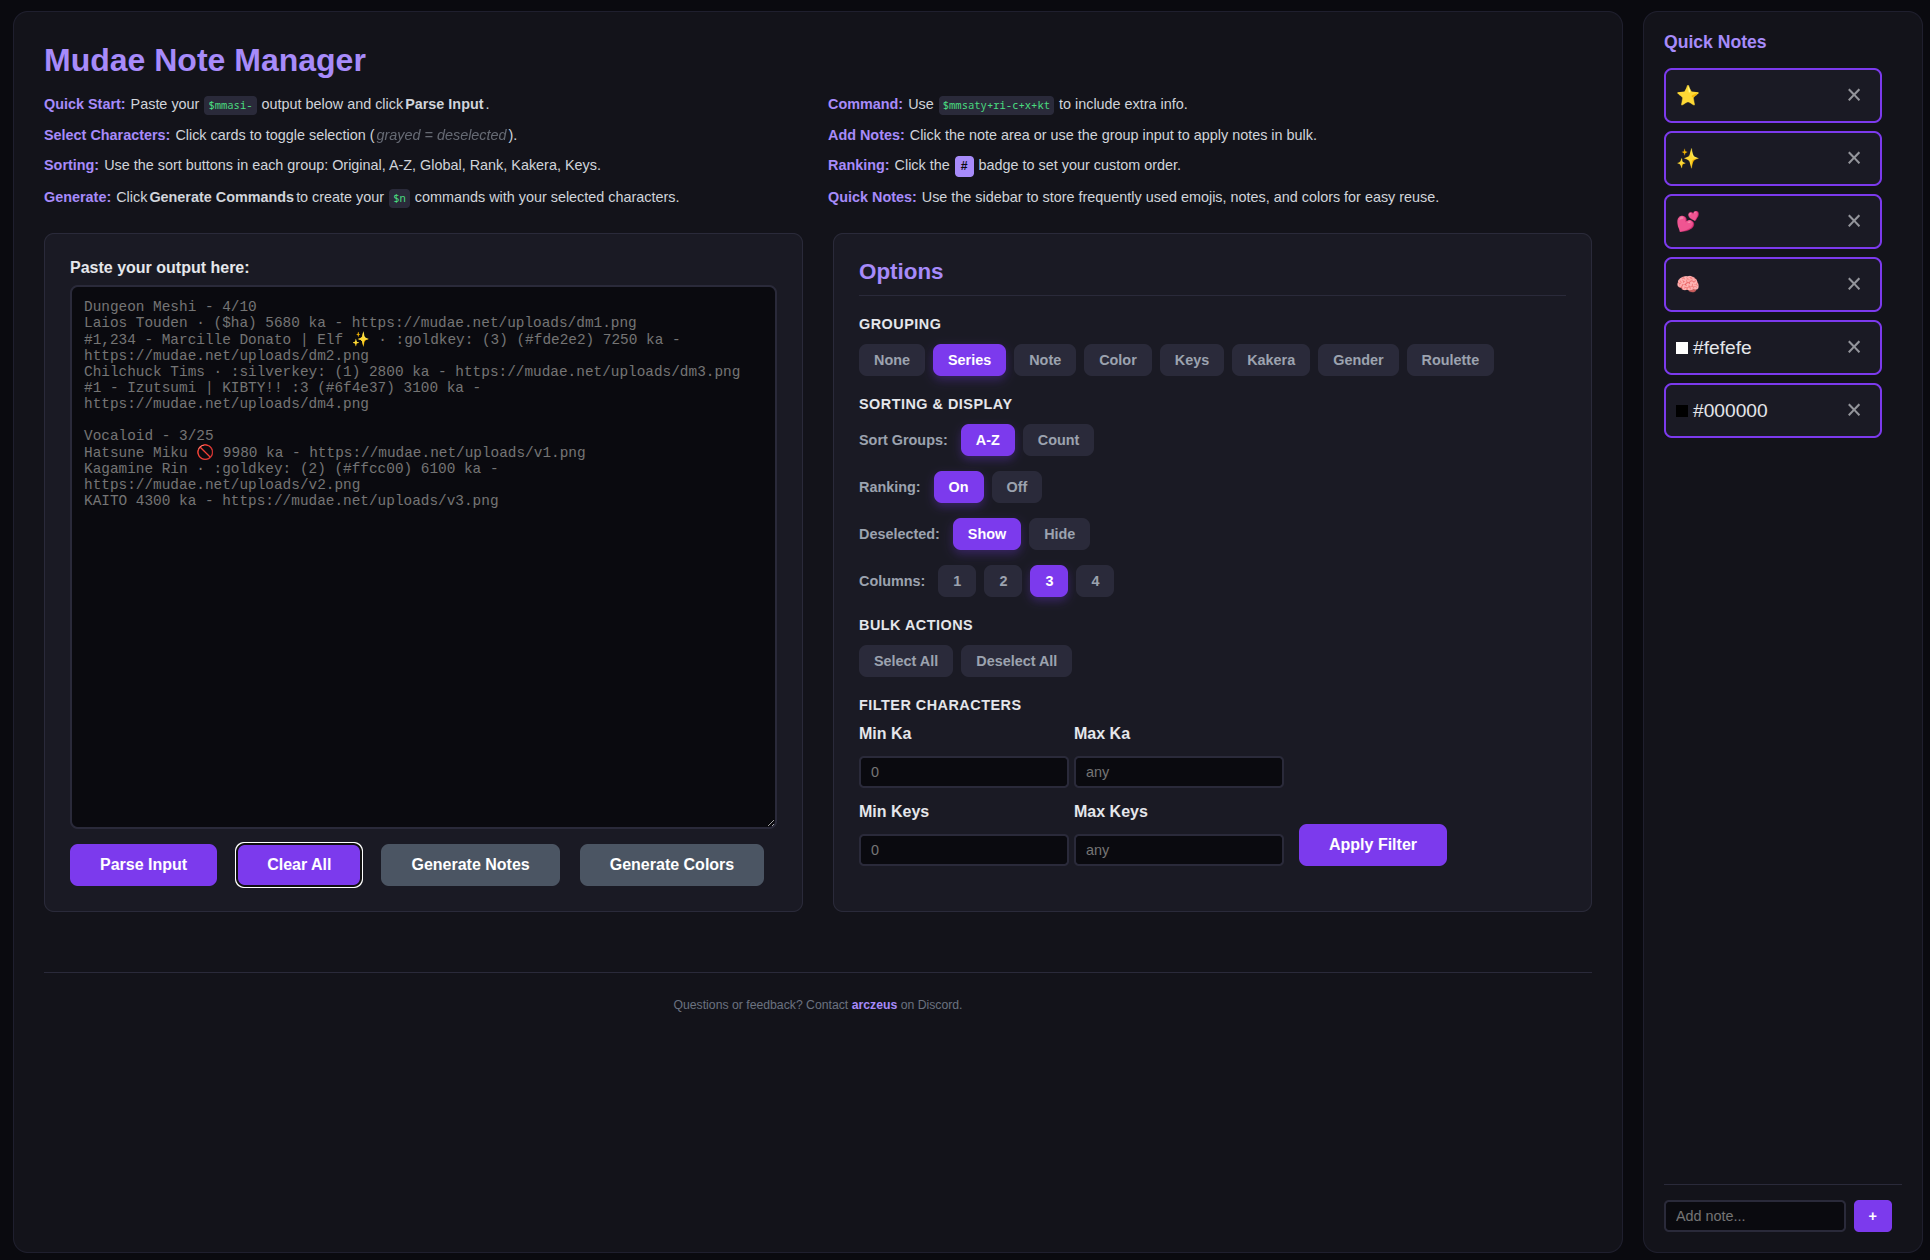 Mudae Note Manager
Quick Start: Paste your $mmasi- output below and click Parse Input.
Command: Use $mmsaty+ri-c+x+kt to include extra info.
Select Characters: Click cards to toggle selection (grayed = deselected).
Add Notes: Click the note area or use the group input to apply notes in bulk.
Sorting: Use the sort buttons in each group: Original, A-Z, Global, Rank, Kakera, Keys.
Ranking: Click the # badge to set your custom order.
Generate: Click Generate Commands to create your $n commands with your selected characters.
Quick Notes: Use the sidebar to store frequently used emojis, notes, and colors for easy reuse.
Paste your output here:
Dungeon Meshi - 4/10
Laios Touden · ($ha) 5680 ka - https://mudae.net/uploads/dm1.png
#1,234 - Marcille Donato | Elf ✨ · :goldkey: (3) (#fde2e2) 7250 ka -
https://mudae.net/uploads/dm2.png
Chilchuck Tims · :silverkey: (1) 2800 ka - https://mudae.net/uploads/dm3.png
#1 - Izutsumi | KIBTY!! :3 (#6f4e37) 3100 ka -
https://mudae.net/uploads/dm4.png
Vocaloid - 3/25
Hatsune Miku 🚫 9980 ka - https://mudae.net/uploads/v1.png
Kagamine Rin · :goldkey: (2) (#ffcc00) 6100 ka -
https://mudae.net/uploads/v2.png
KAITO 4300 ka - https://mudae.net/uploads/v3.png
Parse Input Clear All Generate Notes Generate Colors
Options
GROUPING
None Series Note Color Keys Kakera Gender Roulette
SORTING & DISPLAY
Sort Groups: A-Z Count
Ranking: On Off
Deselected: Show Hide
Columns: 1 2 3 4
BULK ACTIONS
Select All Deselect All
FILTER CHARACTERS
Min Ka Max Ka
0 any
Min Keys Max Keys
0 any Apply Filter
Questions or feedback? Contact arczeus on Discord.
Quick Notes
⭐ ✕
✨ ✕
💕 ✕
🧠 ✕
#fefefe ✕
#000000 ✕
Add note... +